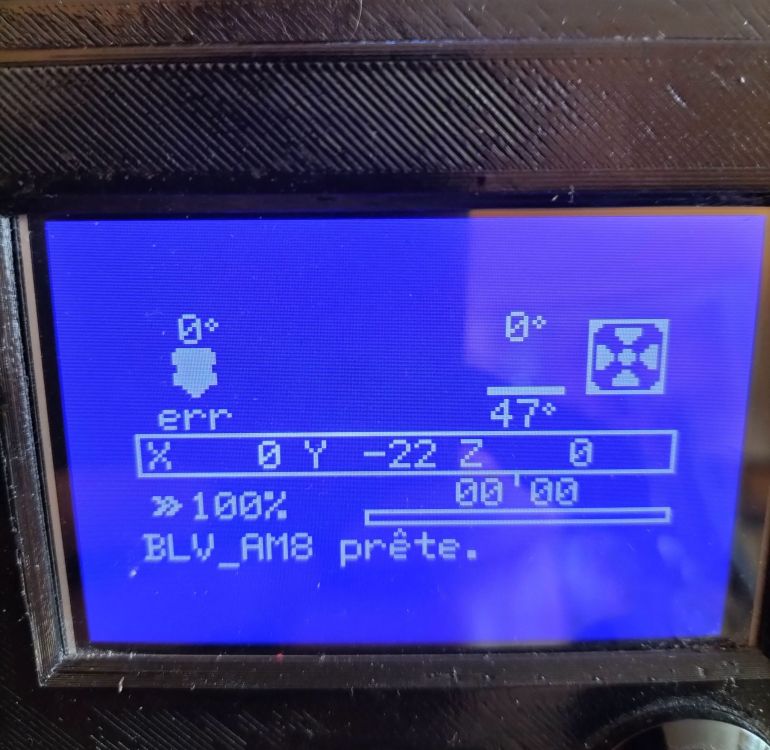 0° 0°
err 47°
X 0 Y -22 Z 0
00'00
»100%
BLV_AM8 prête.